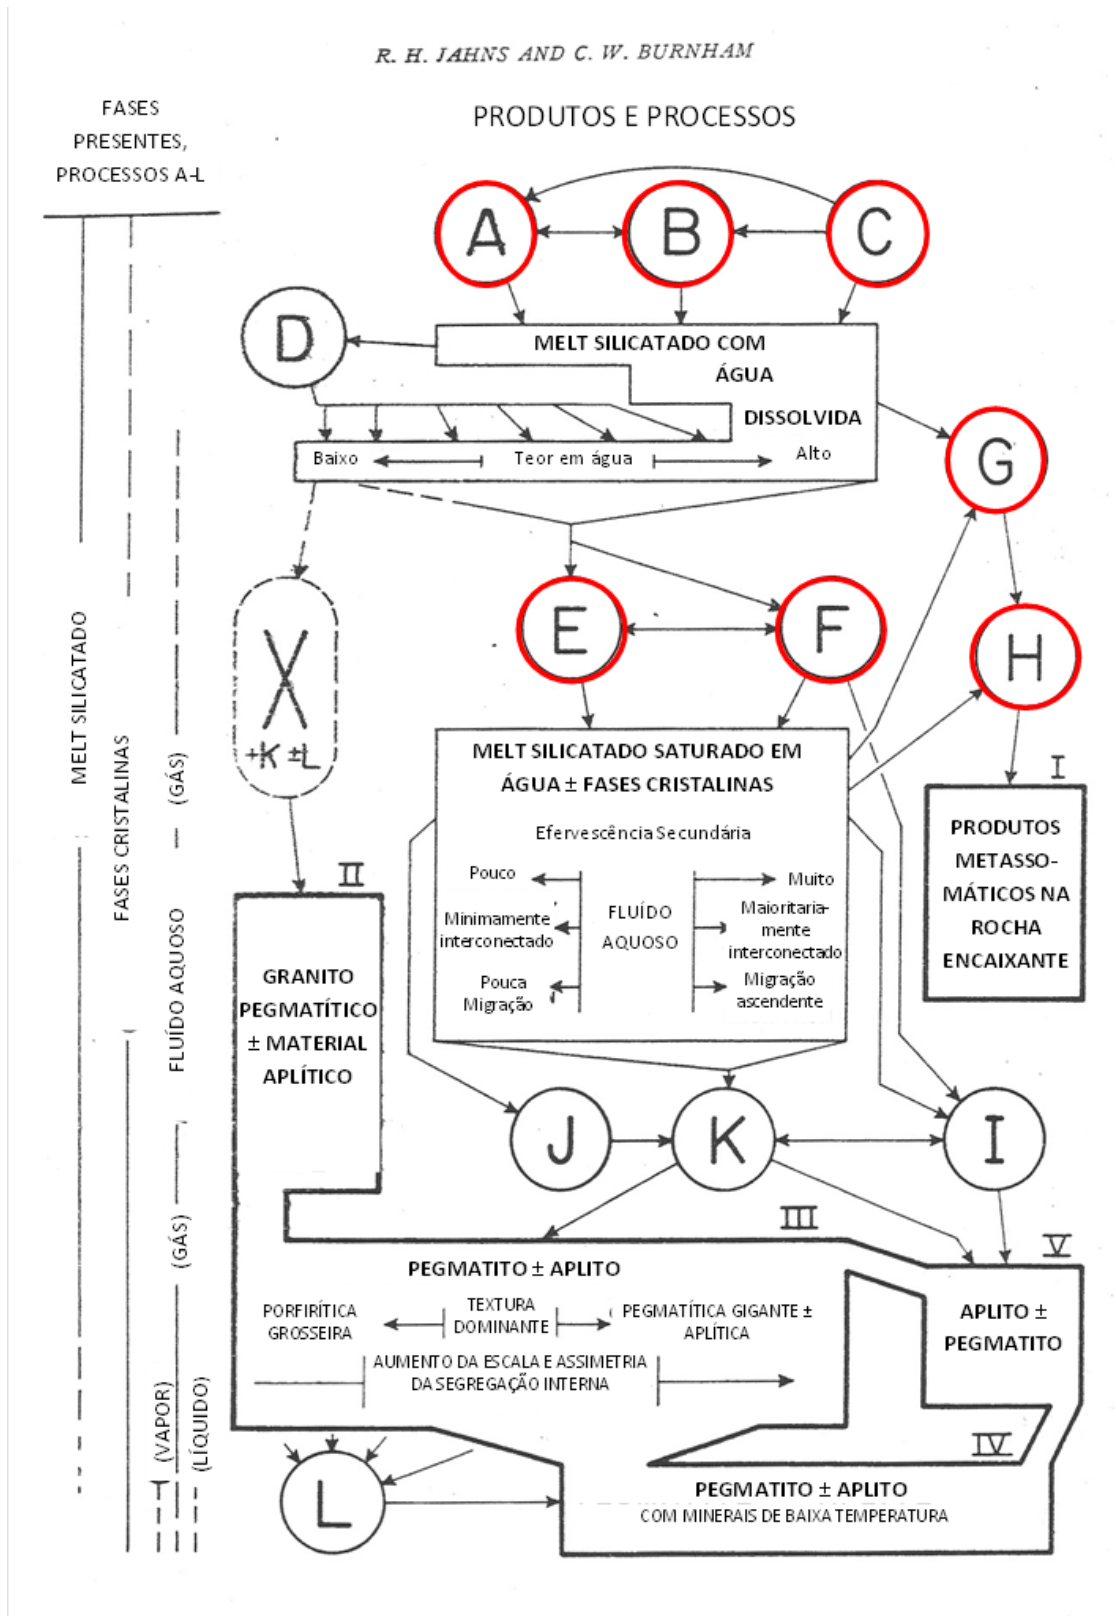 R. H. JAHNS AND C. W. BURNHAM
FASES
PRESENTES,
PROCESSOS A-L
PRODUTOS E PROCESSOS
A
B
C
D
MELT SILICATADO COM
ÁGUA
DISSOLVIDA
Baixo
Teor em água
Alto
G
E
F
H
X
+K ±L
MELT SILICATADO SATURADO EM
ÁGUA ± FASES CRISTALINAS
Efervescência Secundária
Pouco
Muito
Minimamente
interconectado
FLUÍDO
AQUOSO
Maioritaria-
mente
interconectado
Pouca
Migração
Migração
ascendente
I
PRODUTOS
METASSO-
MÁTICOS NA
ROCHA
ENCAIXANTE
II
GRANITO
PEGMATÍTICO
± MATERIAL
APLÍTICO
J
K
I
III
PEGMATITO ± APLITO
PORFIRÍTICA
GROSSEIRA
TEXTURA
DOMINANTE
PEGMATÍTICA GIGANTE ±
APLÍTICA
AUMENTO DA ESCALA E ASSIMETRIA
DA SEGREGAÇÃO INTERNA
V
APLITO ±
PEGMATITO
IV
L
PEGMATITO ± APLITO
COM MINERAIS DE BAIXA TEMPERATURA
MELT SILICATADO
FASES CRISTALINAS
FLUÍDO AQUOSO
(GÁS)
(GÁS)
(VAPOR)
(LÍQUIDO)